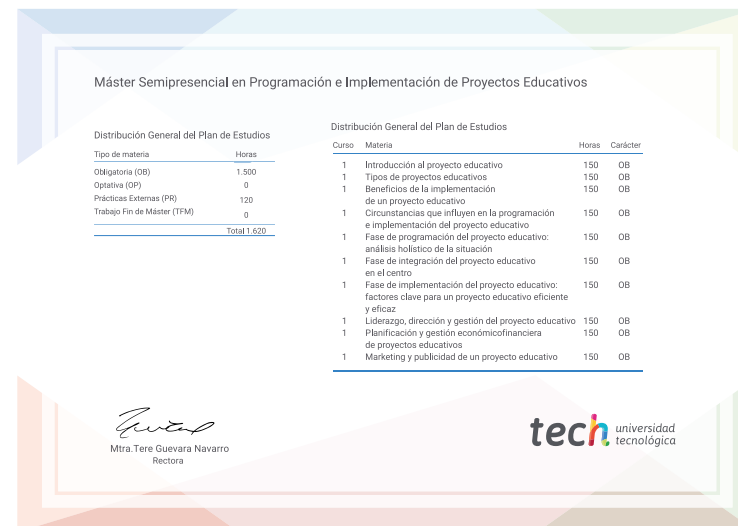 Máster Semipresencial en Programación e Implementación de Proyectos Educativos
Distribución General del Plan de Estudios
Tipo de materia Horas
Obligatoria (OB) 1.500
Optativa (OP) 0
Prácticas Externas (PR) 120
Trabajo Fin de Máster (TFM) 0
Total 1.620
Distribución General del Plan de Estudios
Curso Materia Horas Carácter
1 Introducción al proyecto educativo 150 OB
1 Tipos de proyectos educativos 150 OB
1 Beneficios de la implementación 150 OB
de un proyecto educativo
1 Circunstancias que influyen en la programación 150 OB
e implementación del proyecto educativo
1 Fase de programación del proyecto educativo: 150 OB
análisis holístico de la situación
1 Fase de integración del proyecto educativo 150 OB
en el centro
1 Fase de implementación del proyecto educativo: 150 OB
factores clave para un proyecto educativo eficiente
y eficaz
1 Liderazgo, dirección y gestión del proyecto educativo 150 OB
1 Planificación y gestión económicofinanciera 150 OB
de proyectos educativos
1 Marketing y publicidad de un proyecto educativo 150 OB
Mtra.Tere Guevara Navarro
Rectora
tech universidad
tecnológica